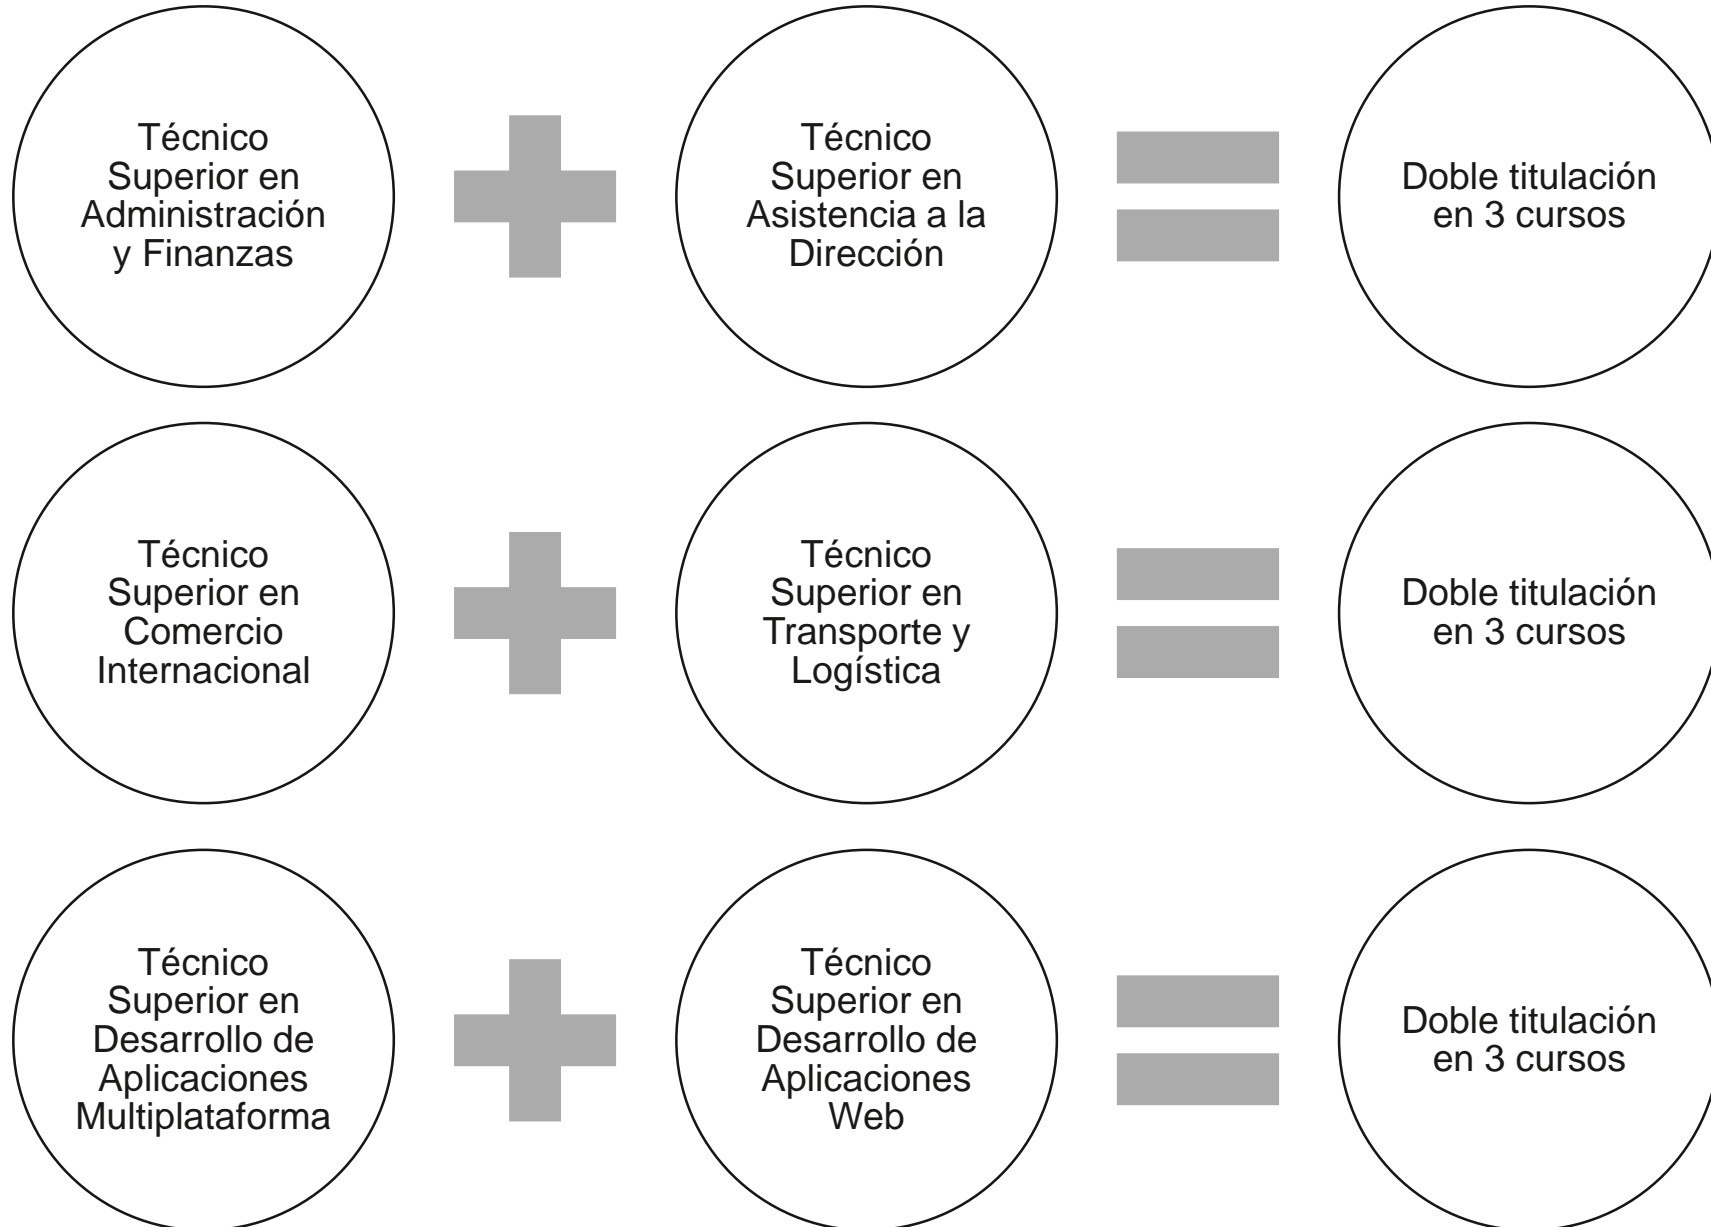 Técnico
Superior en
Administración
y Finanzas
Técnico
Superior en
Asistencia a la
Dirección
Doble titulación
en 3 cursos
Técnico
Superior en
Comercio
Internacional
Técnico
Superior en
Transporte y
Logística
Doble titulación
en 3 cursos
Técnico
Superior en
Desarrollo de
Aplicaciones
Multiplataforma
Técnico
Superior en
Desarrollo de
Aplicaciones
Web
Doble titulación
en 3 cursos